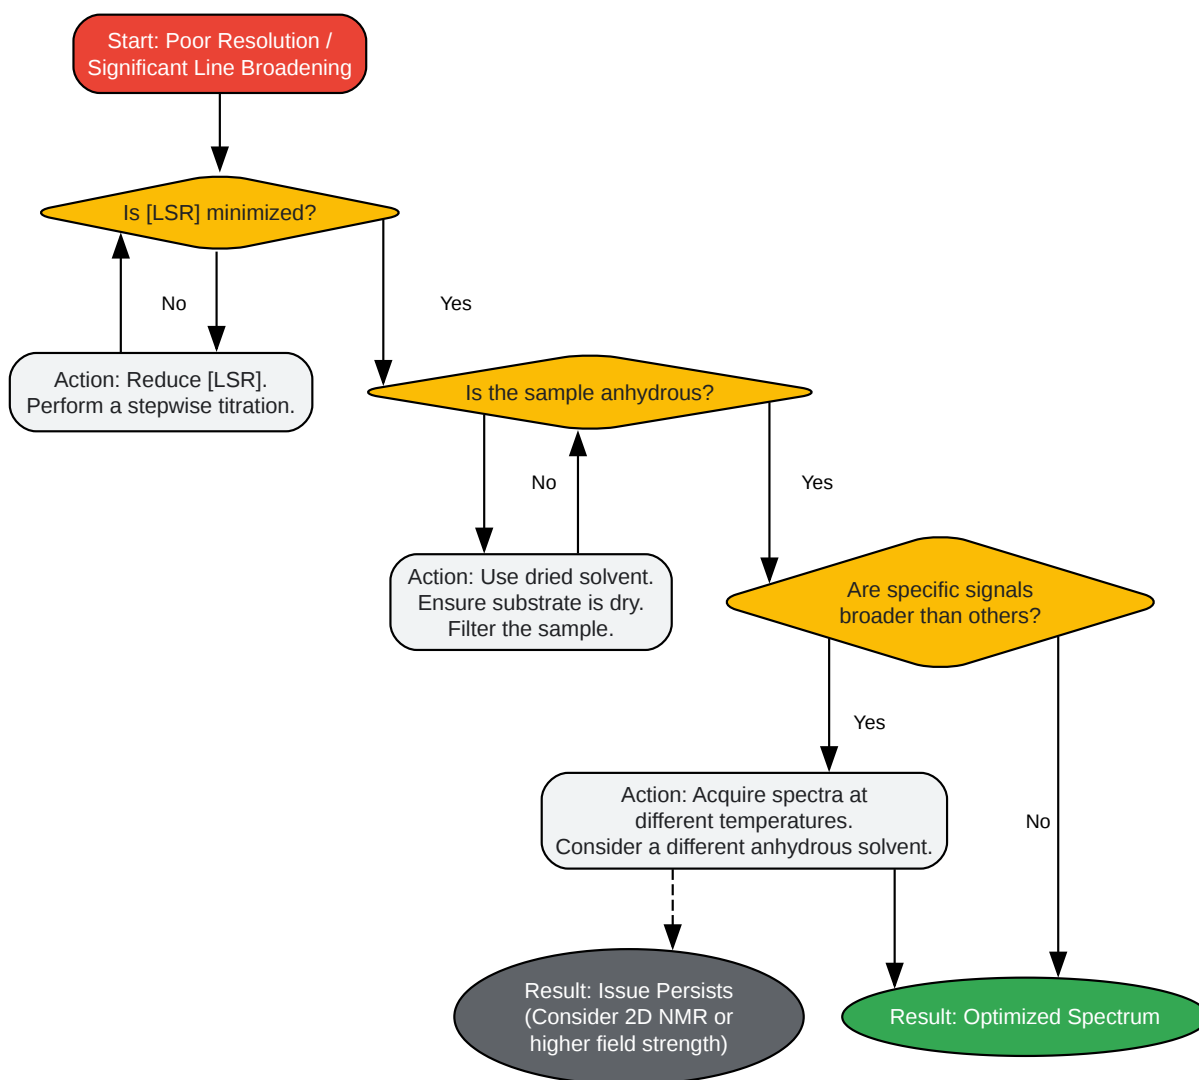 Start: Poor Resolution /
Significant Line Broadening
Is [LSR] minimized?
No
Yes
Action: Reduce [LSR].
Perform a stepwise titration.
Is the sample anhydrous?
No
Yes
Action: Use dried solvent.
Ensure substrate is dry.
Filter the sample.
Are specific signals
broader than others?
Yes
No
Action: Acquire spectra at
different temperatures.
Consider a different anhydrous solvent.
Result: Issue Persists
(Consider 2D NMR or
higher field strength)
Result: Optimized Spectrum